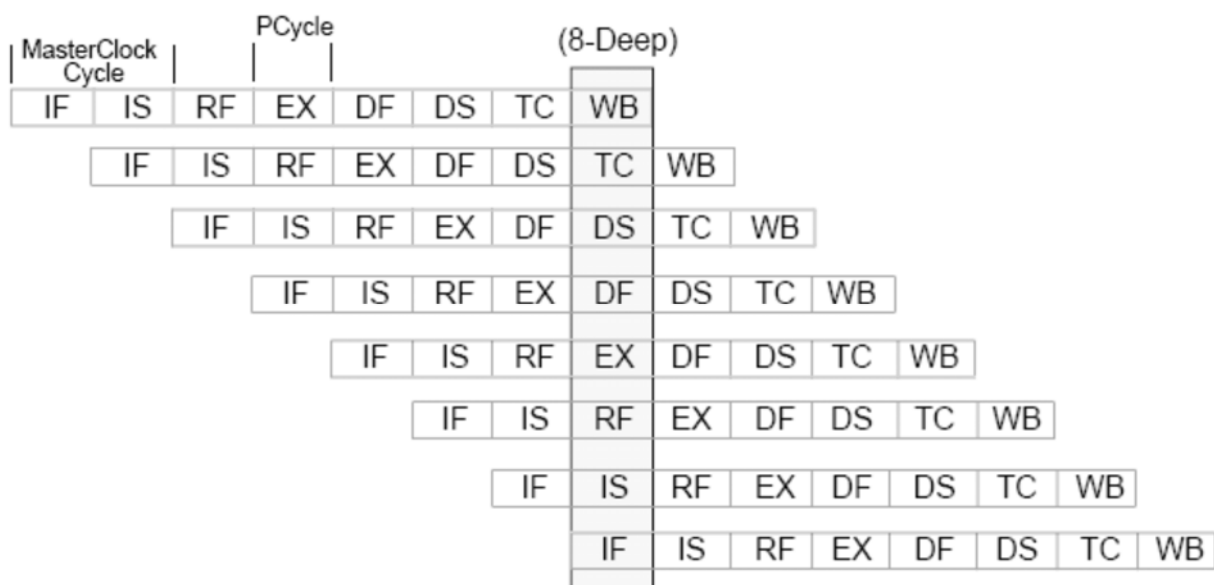 PCycle
(8-Deep)
MasterClock
Cycle
IF IS RF EX DF DS TC WB
IF IS RF EX DF DS TC WB
IF IS RF EX DF DS TC WB
IF IS RF EX DF DS TC WB
IF IS RF EX DF DS TC WB
IF IS RF EX DF DS TC WB
IF IS RF EX DF DS TC WB
IF IS RF EX DF DS TC WB